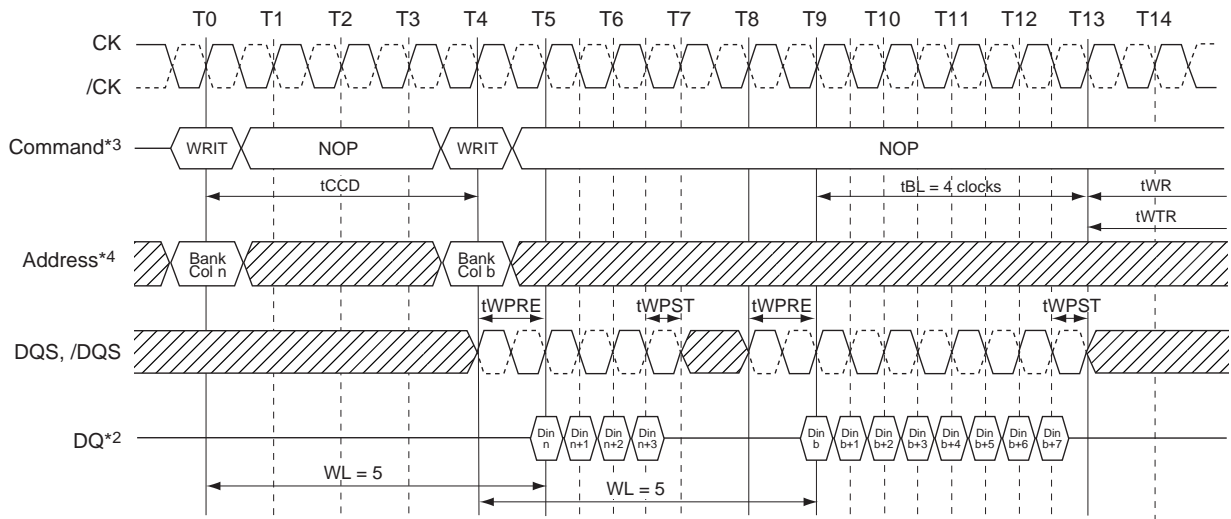 T0 T1 T2 T3 T4 T5 T6 T7 T8 T9 T10 T11 T12 T13 T14
CK
/CK
Command*3 WRIT NOP WRIT NOP
tCCD tBL = 4 clocks tWR
tWTR
Address*4 Bank Col n Bank Col b
tWPRE tWPST tWPRE tWPST
DQS, /DQS
DQ*2 Din n Din n+1 Din n+2 Din n+3 Din b Din b+1 Din b+2 Din b+3 Din b+4 Din b+5 Din b+6 Din b+7
WL = 5 WL = 5